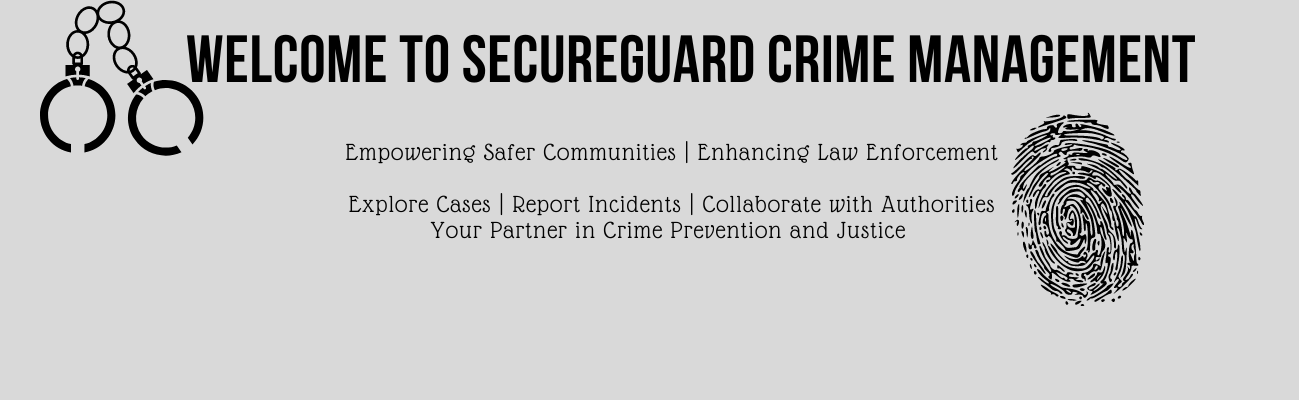 WELCOME TO SECUREGUARD CRIME MANAGEMENT
Empowering Safer Communities | Enhancing Law Enforcement
Explore Cases | Report Incidents | Collaborate with Authorities
Your Partner in Crime Prevention and Justice